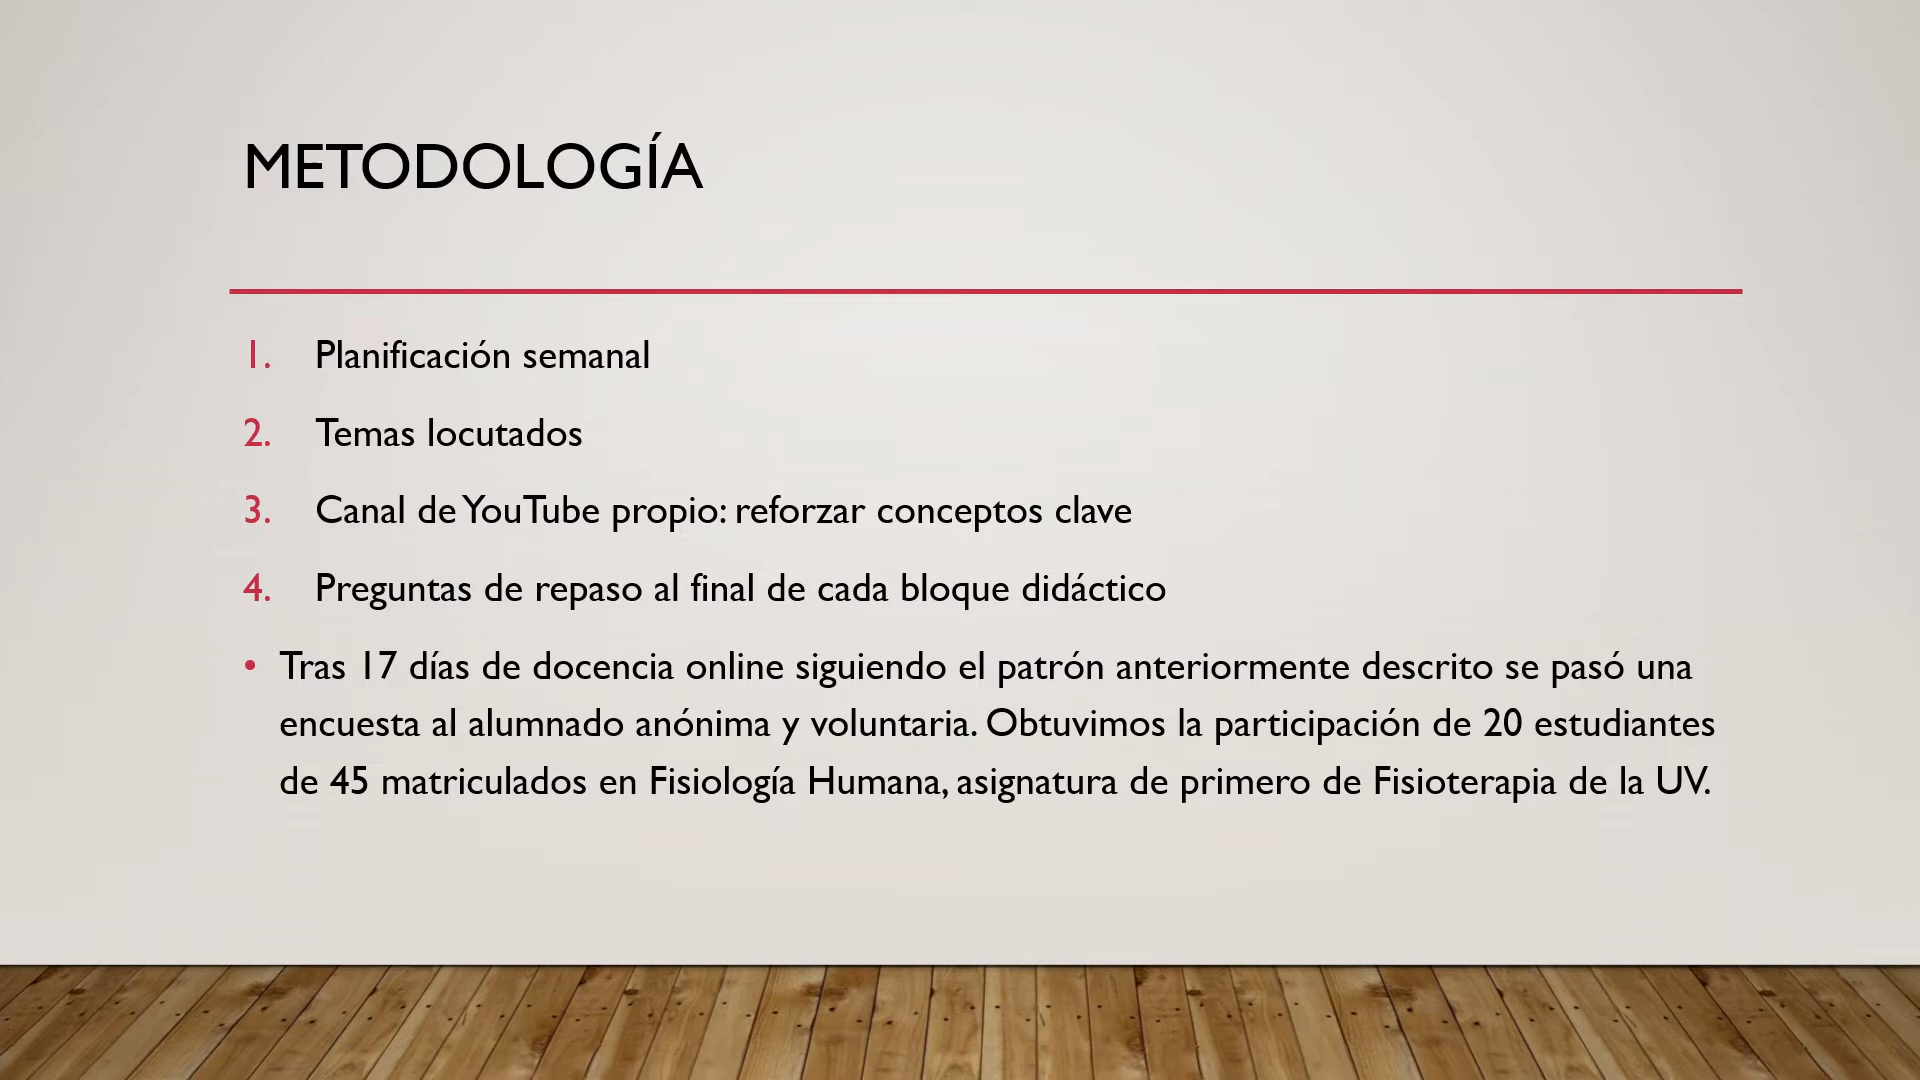 METODOLOGÍA
1. Planificación semanal
2. Temas locutados
3. Canal de YouTube propio: reforzar conceptos clave
4. Preguntas de repaso al final de cada bloque didáctico
• Tras 17 días de docencia online siguiendo el patrón anteriormente descrito se pasó una
encuesta al alumnado anónima y voluntaria. Obtuvimos la participación de 20 estudiantes
de 45 matriculados en Fisiología Humana, asignatura de primero de Fisioterapia de la UV.